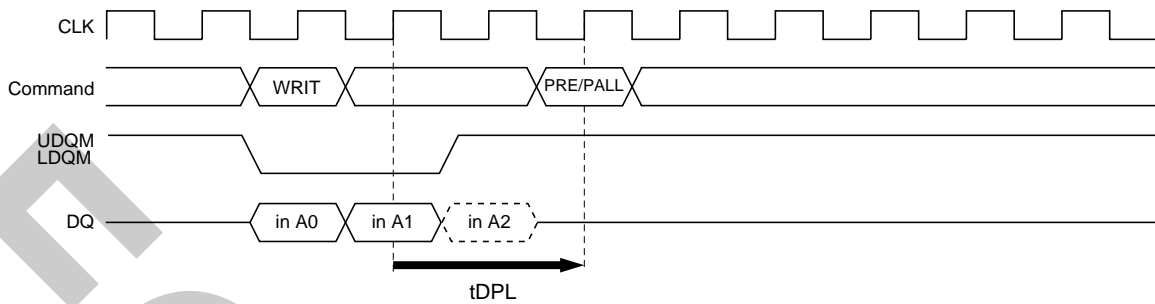 CLK
Command
WRIT
PRE/PALL
UDQM
LDQM
DQ
in A0
in A1
in A2
tDPL